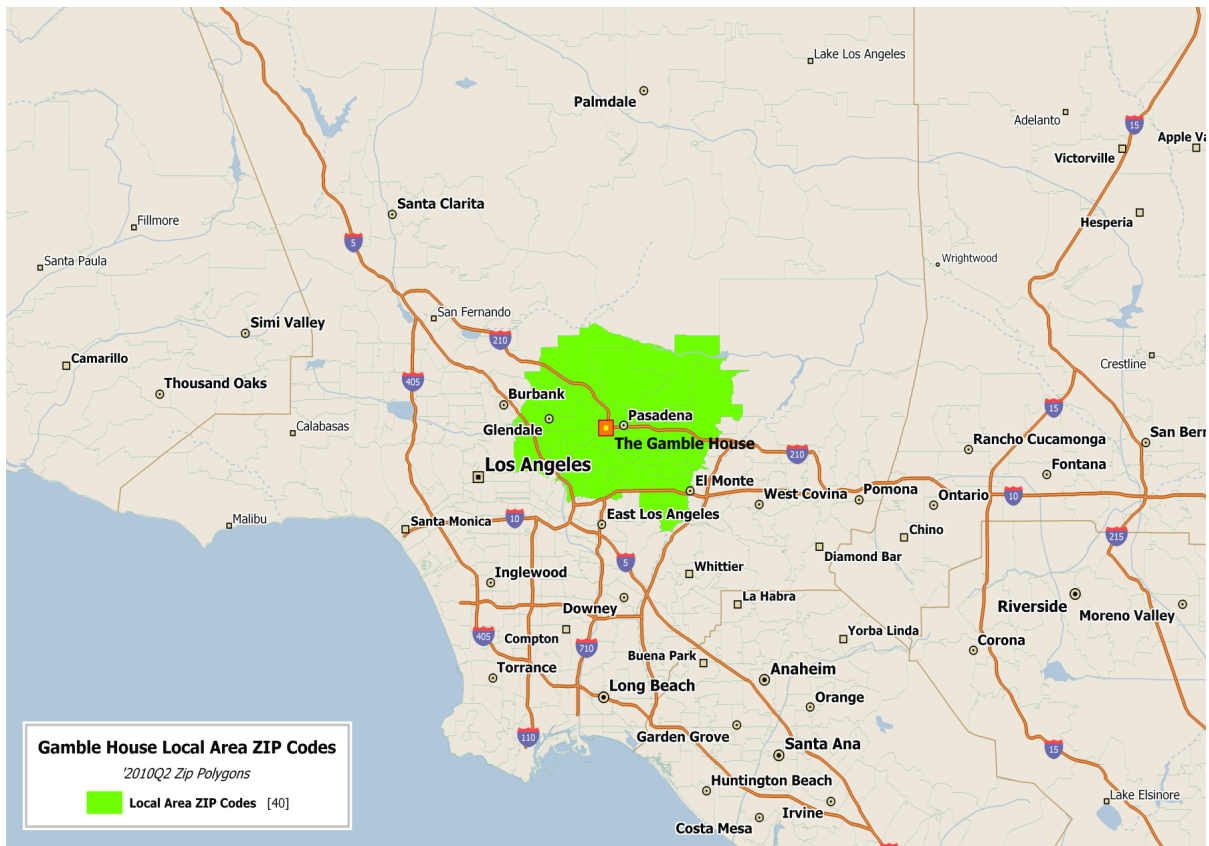 Lake Los Angeles
Palmdale
Adelanto
15
Victorville
Apple Va
Santa Clarita
Fillmore
Hesperia
5
Santa Paula
Wrightwood
San Fernando
Simi Valley
210
Camarillo
Crestline
Thousand Oaks
405
Burbank
15
Pasadena
Calabasas
Glendale
The Gamble House
Rancho Cucamonga
San Bern
210
Los Angeles
Fontana
El Monte
West Covina
Pomona
Ontario
10
Malibu
Santa Monica
10
East Los Angeles
Chino
215
Diamond Bar
5
Whittier
Inglewood
La Habra
Riverside
Downey
Moreno Valley
405
Compton
Yorba Linda
Corona
710
Buena Park
Torrance
Anaheim
Long Beach
Orange
110
Garden Grove
Santa Ana
15
Huntington Beach
Lake Elsinore
Irvine
Costa Mesa
Gamble House Local Area ZIP Codes
'2010Q2 Zip Polygons
Local Area ZIP Codes [40]